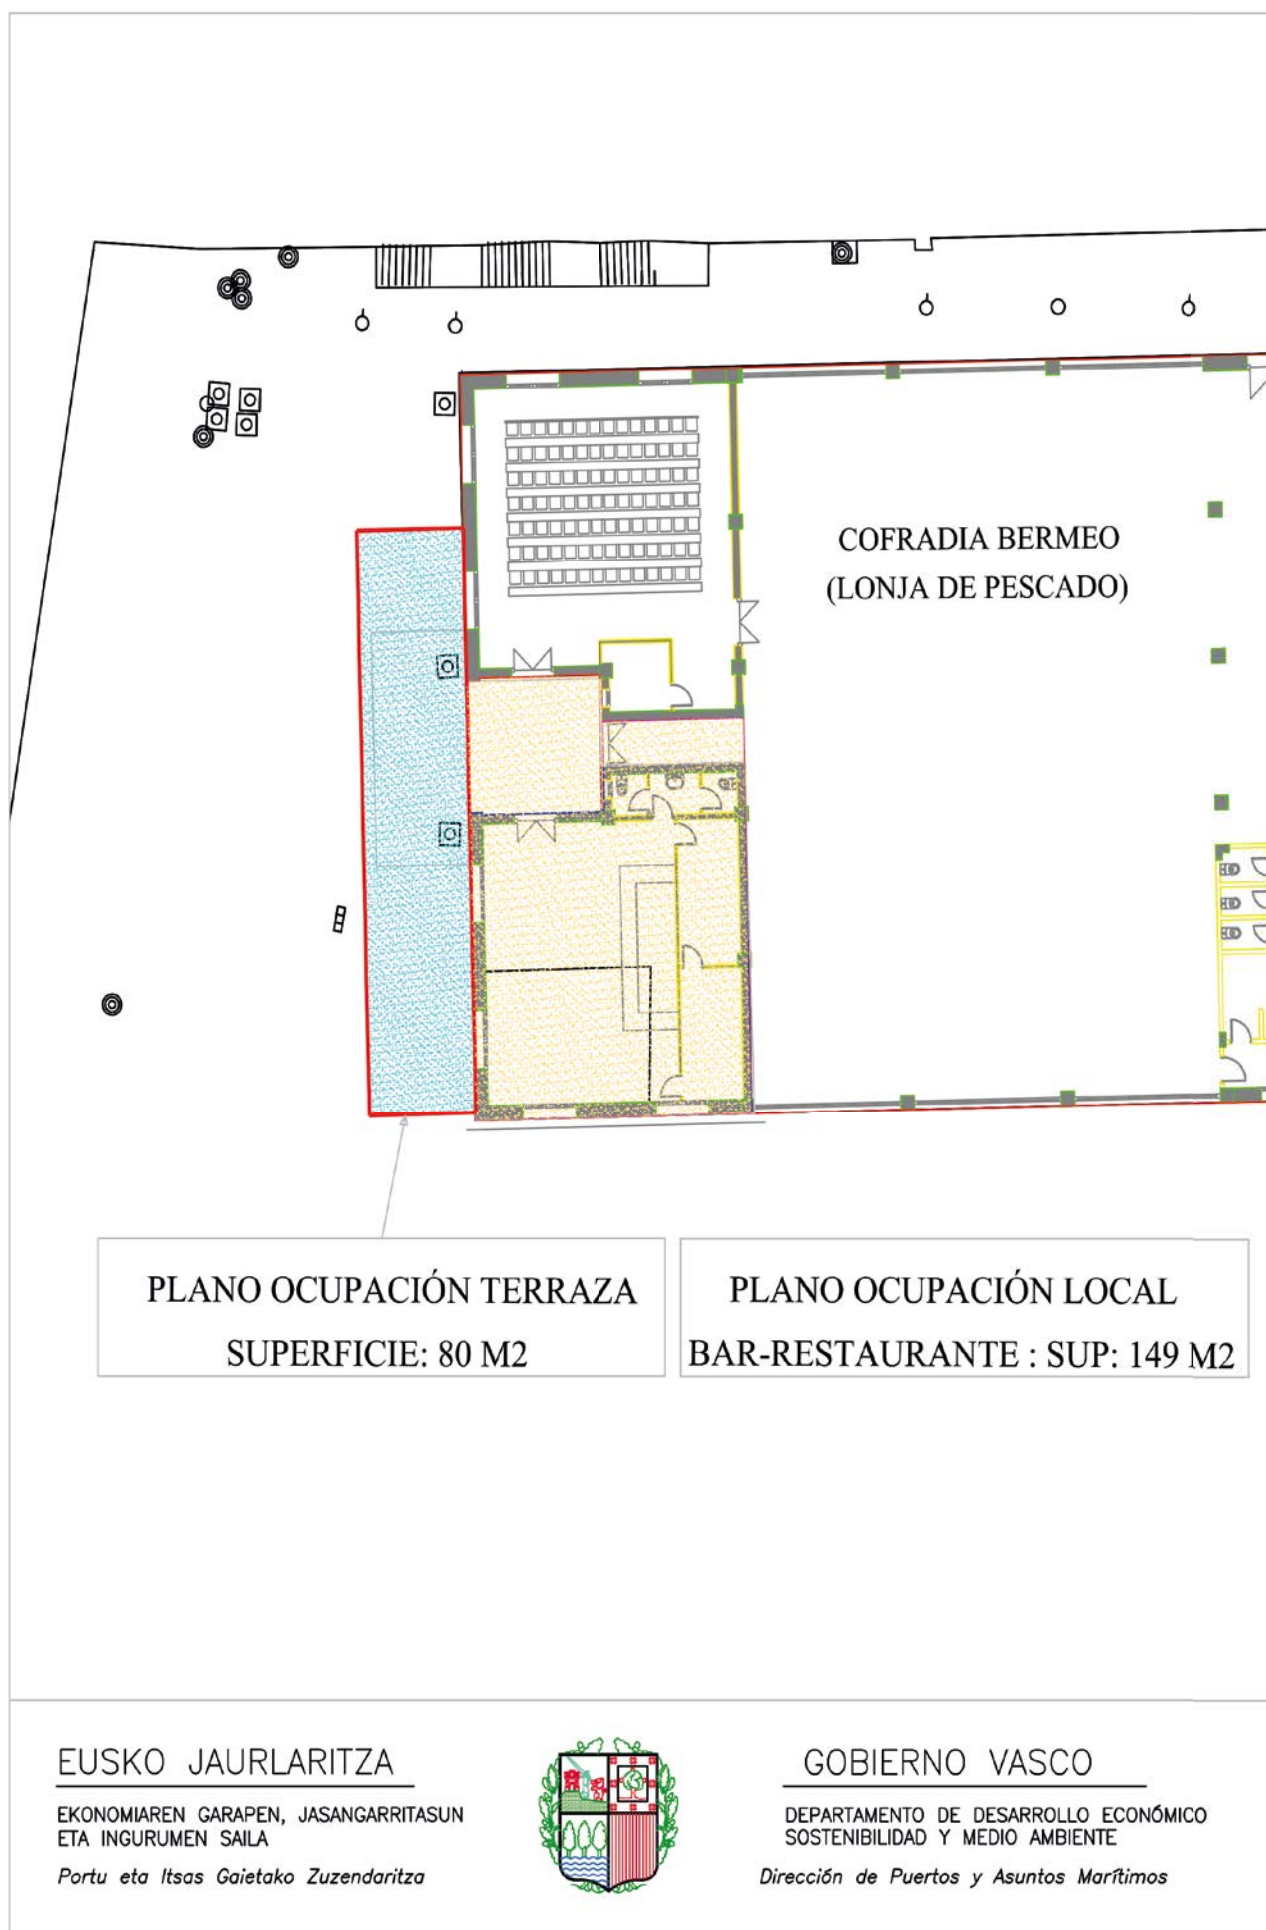 COFRADIA BERMEO
(LONJA DE PESCADO)
PLANO OCUPACIÓN TERRAZA
SUPERFICIE: 80 M2
PLANO OCUPACIÓN LOCAL
BAR-RESTAURANTE : SUP: 149 M2
EUSKO JAURLARITZA
EKONOMIAREN GARAPEN, JASANGARRITASUN
ETA INGURUMEN SAILA
Portu eta Itsas Gaietako Zuzendaritza
GOBIERNO VASCO
DEPARTAMENTO DE DESARROLLO ECONÓMICO
SOSTENIBILIDAD Y MEDIO AMBIENTE
Dirección de Puertos y Asuntos Marítimos